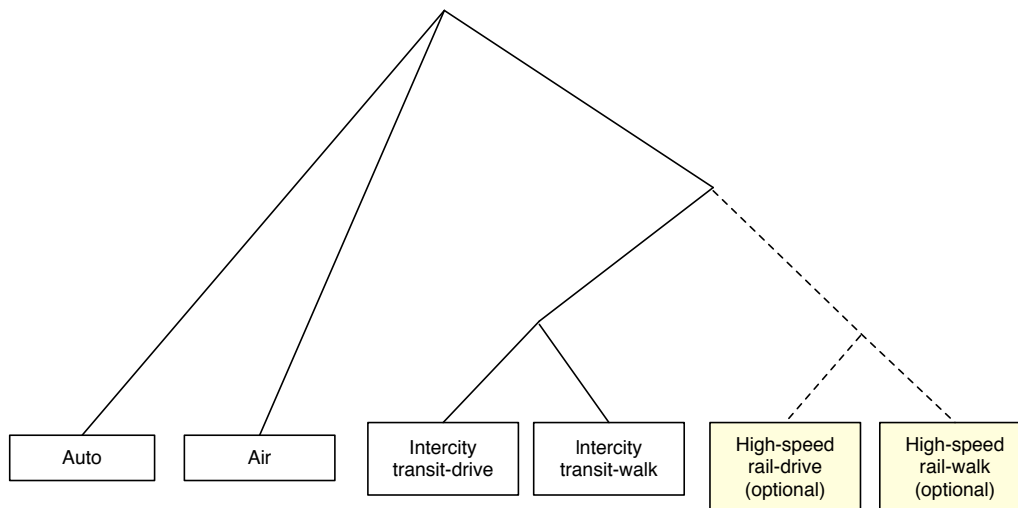 Auto
Air
Intercity
transit-drive
Intercity
transit-walk
High-speed
rail-drive
(optional)
High-speed
rail-walk
(optional)